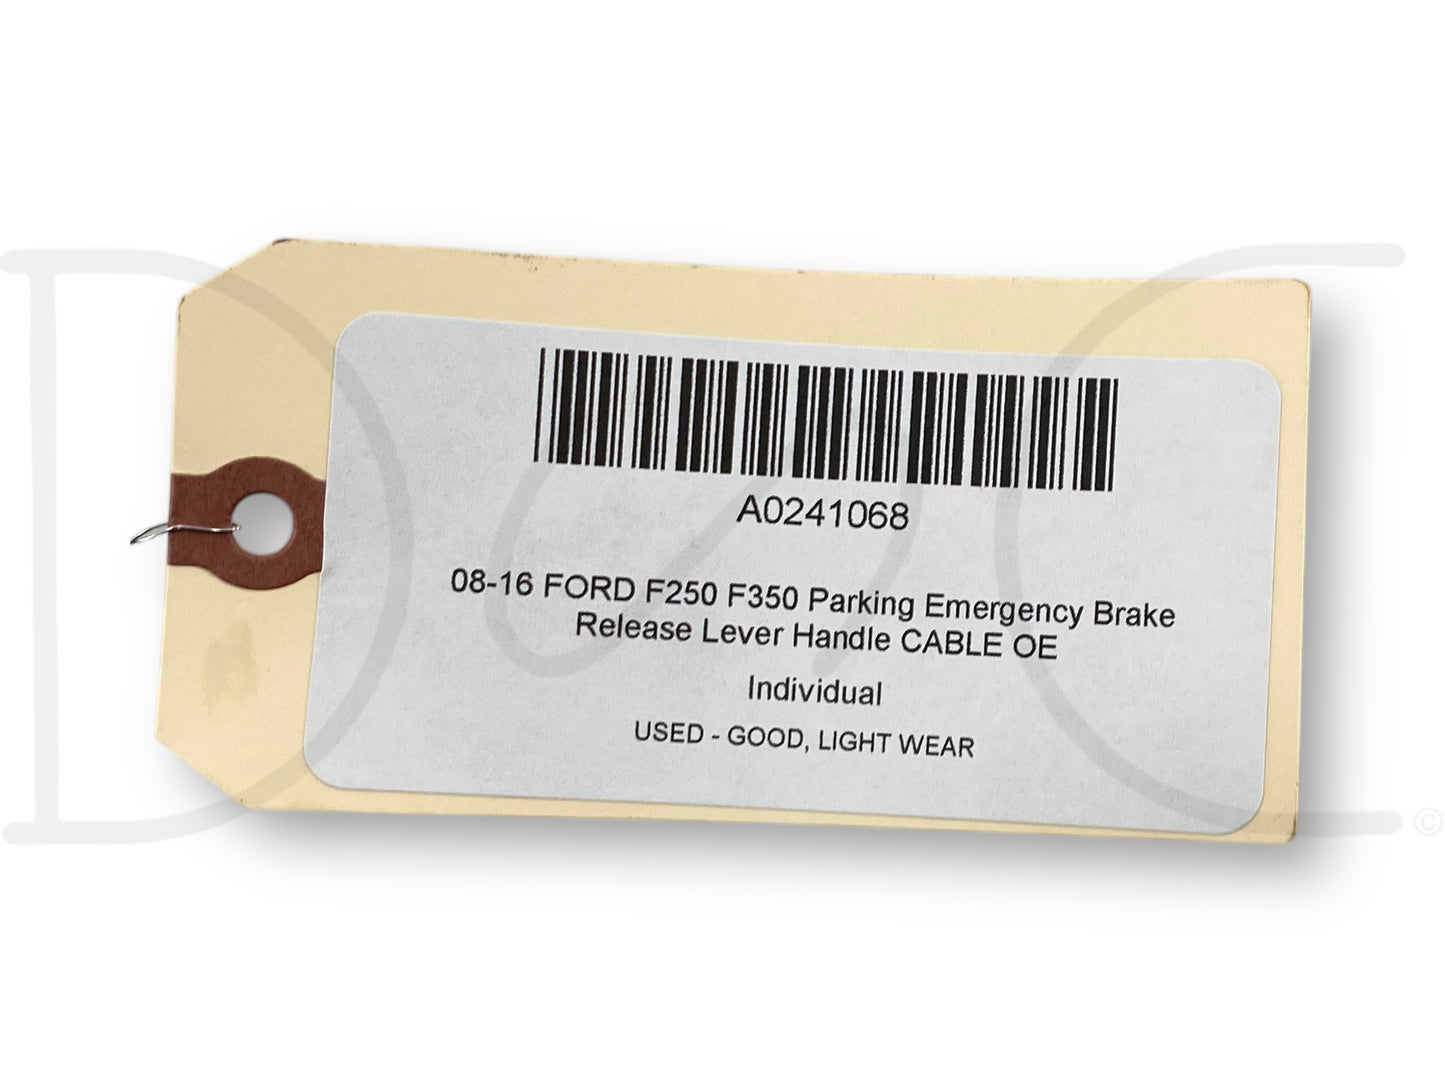 A0241068
08-16 FORD F250 F350 Parking Emergency Brake
Release Lever Handle CABLE OE
Individual
USED - GOOD, LIGHT WEAR
©